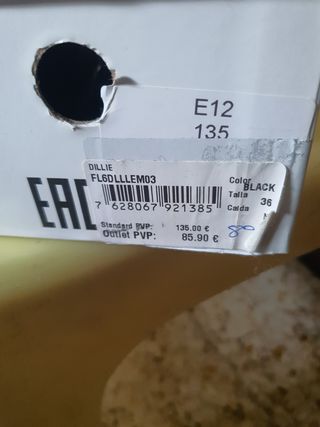 E12
135
DILLIE
FL6DLLLEM03
Color BLACK
Talla 36
Caida
7 628067 921385
Standard PVP: 135.00 €
Outlet PVP: 85.90 €
80
EAC